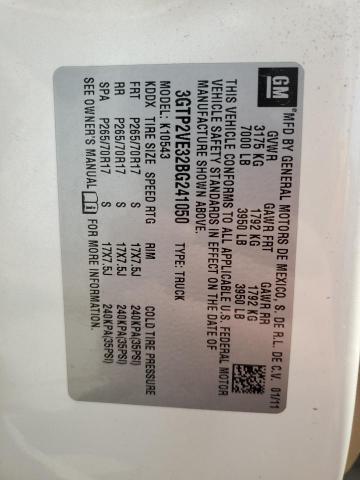 GM
MFD BY GENERAL MOTORS DE MEXICO, S. DE R.L. DE C.V. 01/11
GVWR GAWR FRT GAWR RR
3175 KG 1792 KG 1792 KG
7000 LB 3950 LB 3950 LB
THIS VEHICLE CONFORMS TO ALL APPLICABLE U.S. FEDERAL MOTOR
VEHICLE SAFETY STANDARDS IN EFFECT ON THE DATE OF
MANUFACTURE SHOWN ABOVE.
3GTP2VE32BG241050 TYPE: TRUCK
MODEL: K10543
KDDX TIRE SIZE SPEED RTG RIM COLD TIRE PRESSURE
FRT P265/70R17 S 17X7.5J 240KPA(35PSI)
RR P265/70R17 S 17X7.5J 240KPA(35PSI)
SPA P265/70R17 S 17X7.5J 240KPA(35PSI)
SEE OWNER'S MANUAL i FOR MORE INFORMATION.